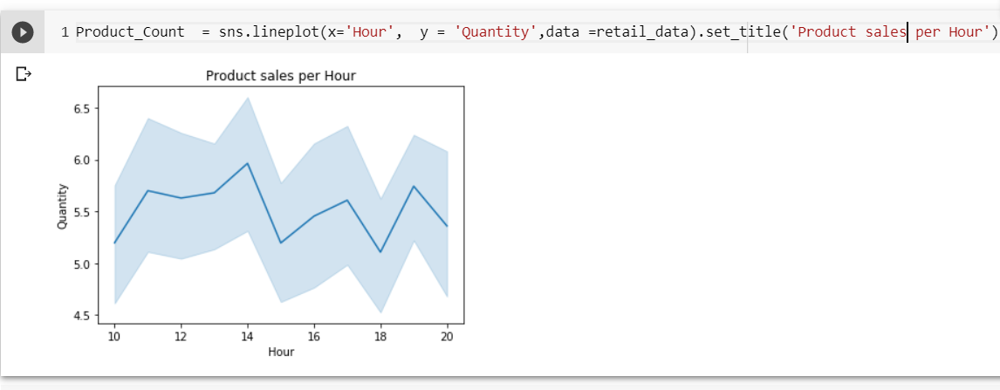 1 Product_Count  = sns.lineplot(x='Hour',  y = 'Quantity',data =retail_data).set_title('Product sales per Hour')
Product sales per Hour
6.5
6.0
5.5
5.0
4.5
Quantity
10 12 14 16 18 20
Hour